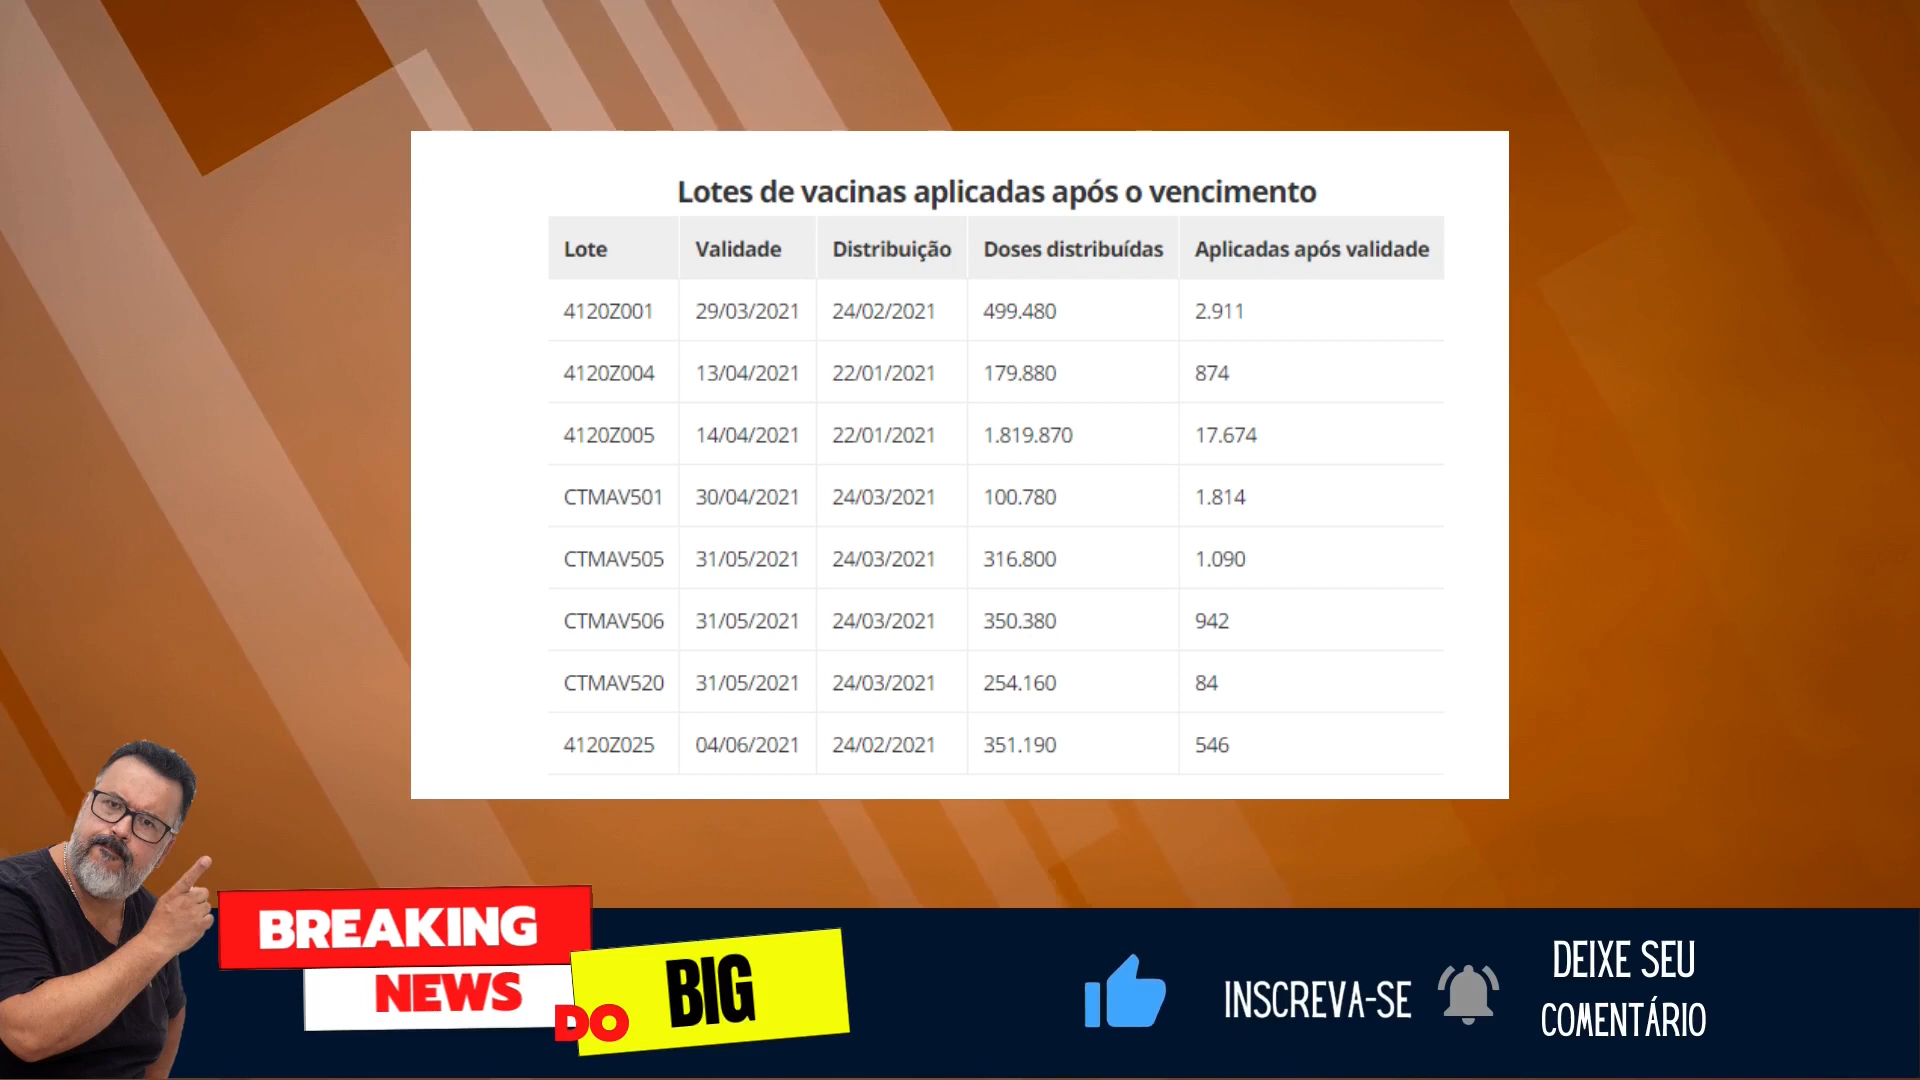 Lotes de vacinas aplicadas após o vencimento
Lote Validade Distribuição Doses distribuídas Aplicadas após validade
4120Z001 29/03/2021 24/02/2021 499.480 2.911
4120Z004 13/04/2021 22/01/2021 179.880 874
4120Z005 14/04/2021 22/01/2021 1.819.870 17.674
CTMAV501 30/04/2021 24/03/2021 100.780 1.814
CTMAV505 31/05/2021 24/03/2021 316.800 1.090
CTMAV506 31/05/2021 24/03/2021 350.380 942
CTMAV520 31/05/2021 24/03/2021 254.160 84
4120Z025 04/06/2021 24/02/2021 351.190 546
BREAKING
NEWS
DO
BIG
INSCREVA-SE
DEIXE SEU
COMENTÁRIO